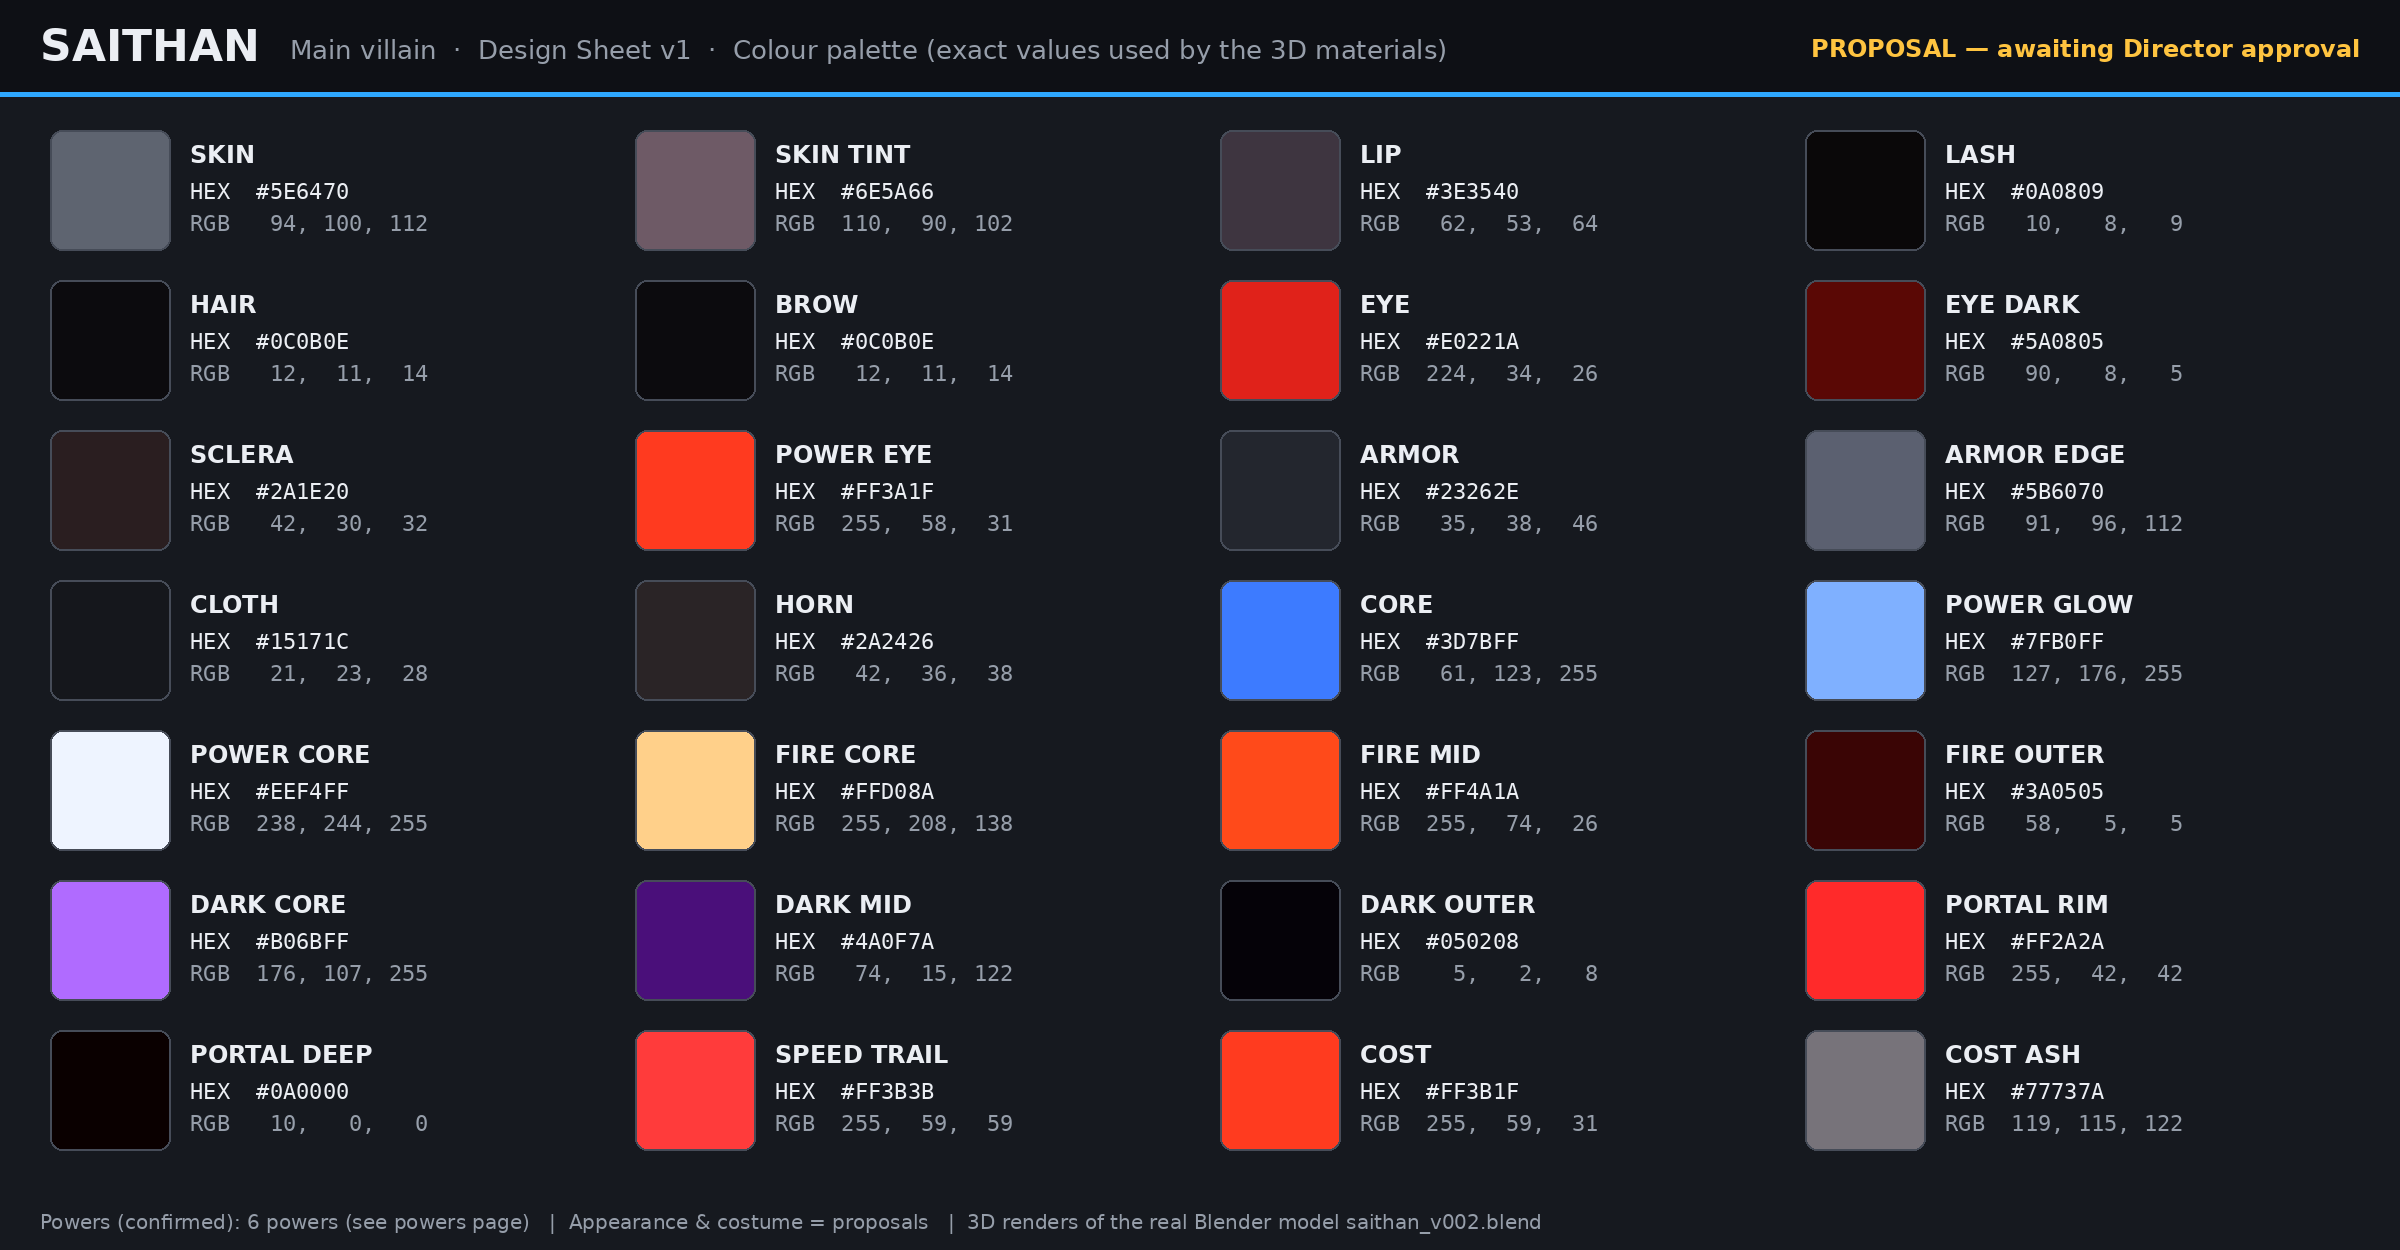 SAITHAN Main villain · Design Sheet v1 · Colour palette (exact values used by the 3D materials) PROPOSAL — awaiting Director approval
SKIN
HEX #5E6470
RGB 94, 100, 112
SKIN TINT
HEX #6E5A66
RGB 110, 90, 102
LIP
HEX #3E3540
RGB 62, 53, 64
LASH
HEX #0A0809
RGB 10, 8, 9
HAIR
HEX #0C0B0E
RGB 12, 11, 14
BROW
HEX #0C0B0E
RGB 12, 11, 14
EYE
HEX #E0221A
RGB 224, 34, 26
EYE DARK
HEX #5A0805
RGB 90, 8, 5
SCLERA
HEX #2A1E20
RGB 42, 30, 32
POWER EYE
HEX #FF3A1F
RGB 255, 58, 31
ARMOR
HEX #23262E
RGB 35, 38, 46
ARMOR EDGE
HEX #5B6070
RGB 91, 96, 112
CLOTH
HEX #15171C
RGB 21, 23, 28
HORN
HEX #2A2426
RGB 42, 36, 38
CORE
HEX #3D7BFF
RGB 61, 123, 255
POWER GLOW
HEX #7FB0FF
RGB 127, 176, 255
POWER CORE
HEX #EEF4FF
RGB 238, 244, 255
FIRE CORE
HEX #FFD08A
RGB 255, 208, 138
FIRE MID
HEX #FF4A1A
RGB 255, 74, 26
FIRE OUTER
HEX #3A0505
RGB 58, 5, 5
DARK CORE
HEX #B06BFF
RGB 176, 107, 255
DARK MID
HEX #4A0F7A
RGB 74, 15, 122
DARK OUTER
HEX #050208
RGB 5, 2, 8
PORTAL RIM
HEX #FF2A2A
RGB 255, 42, 42
PORTAL DEEP
HEX #0A0000
RGB 10, 0, 0
SPEED TRAIL
HEX #FF3B3B
RGB 255, 59, 59
COST
HEX #FF3B1F
RGB 255, 59, 31
COST ASH
HEX #77737A
RGB 119, 115, 122
Powers (confirmed): 6 powers (see powers page) | Appearance & costume = proposals | 3D renders of the real Blender model saithan_v002.blend